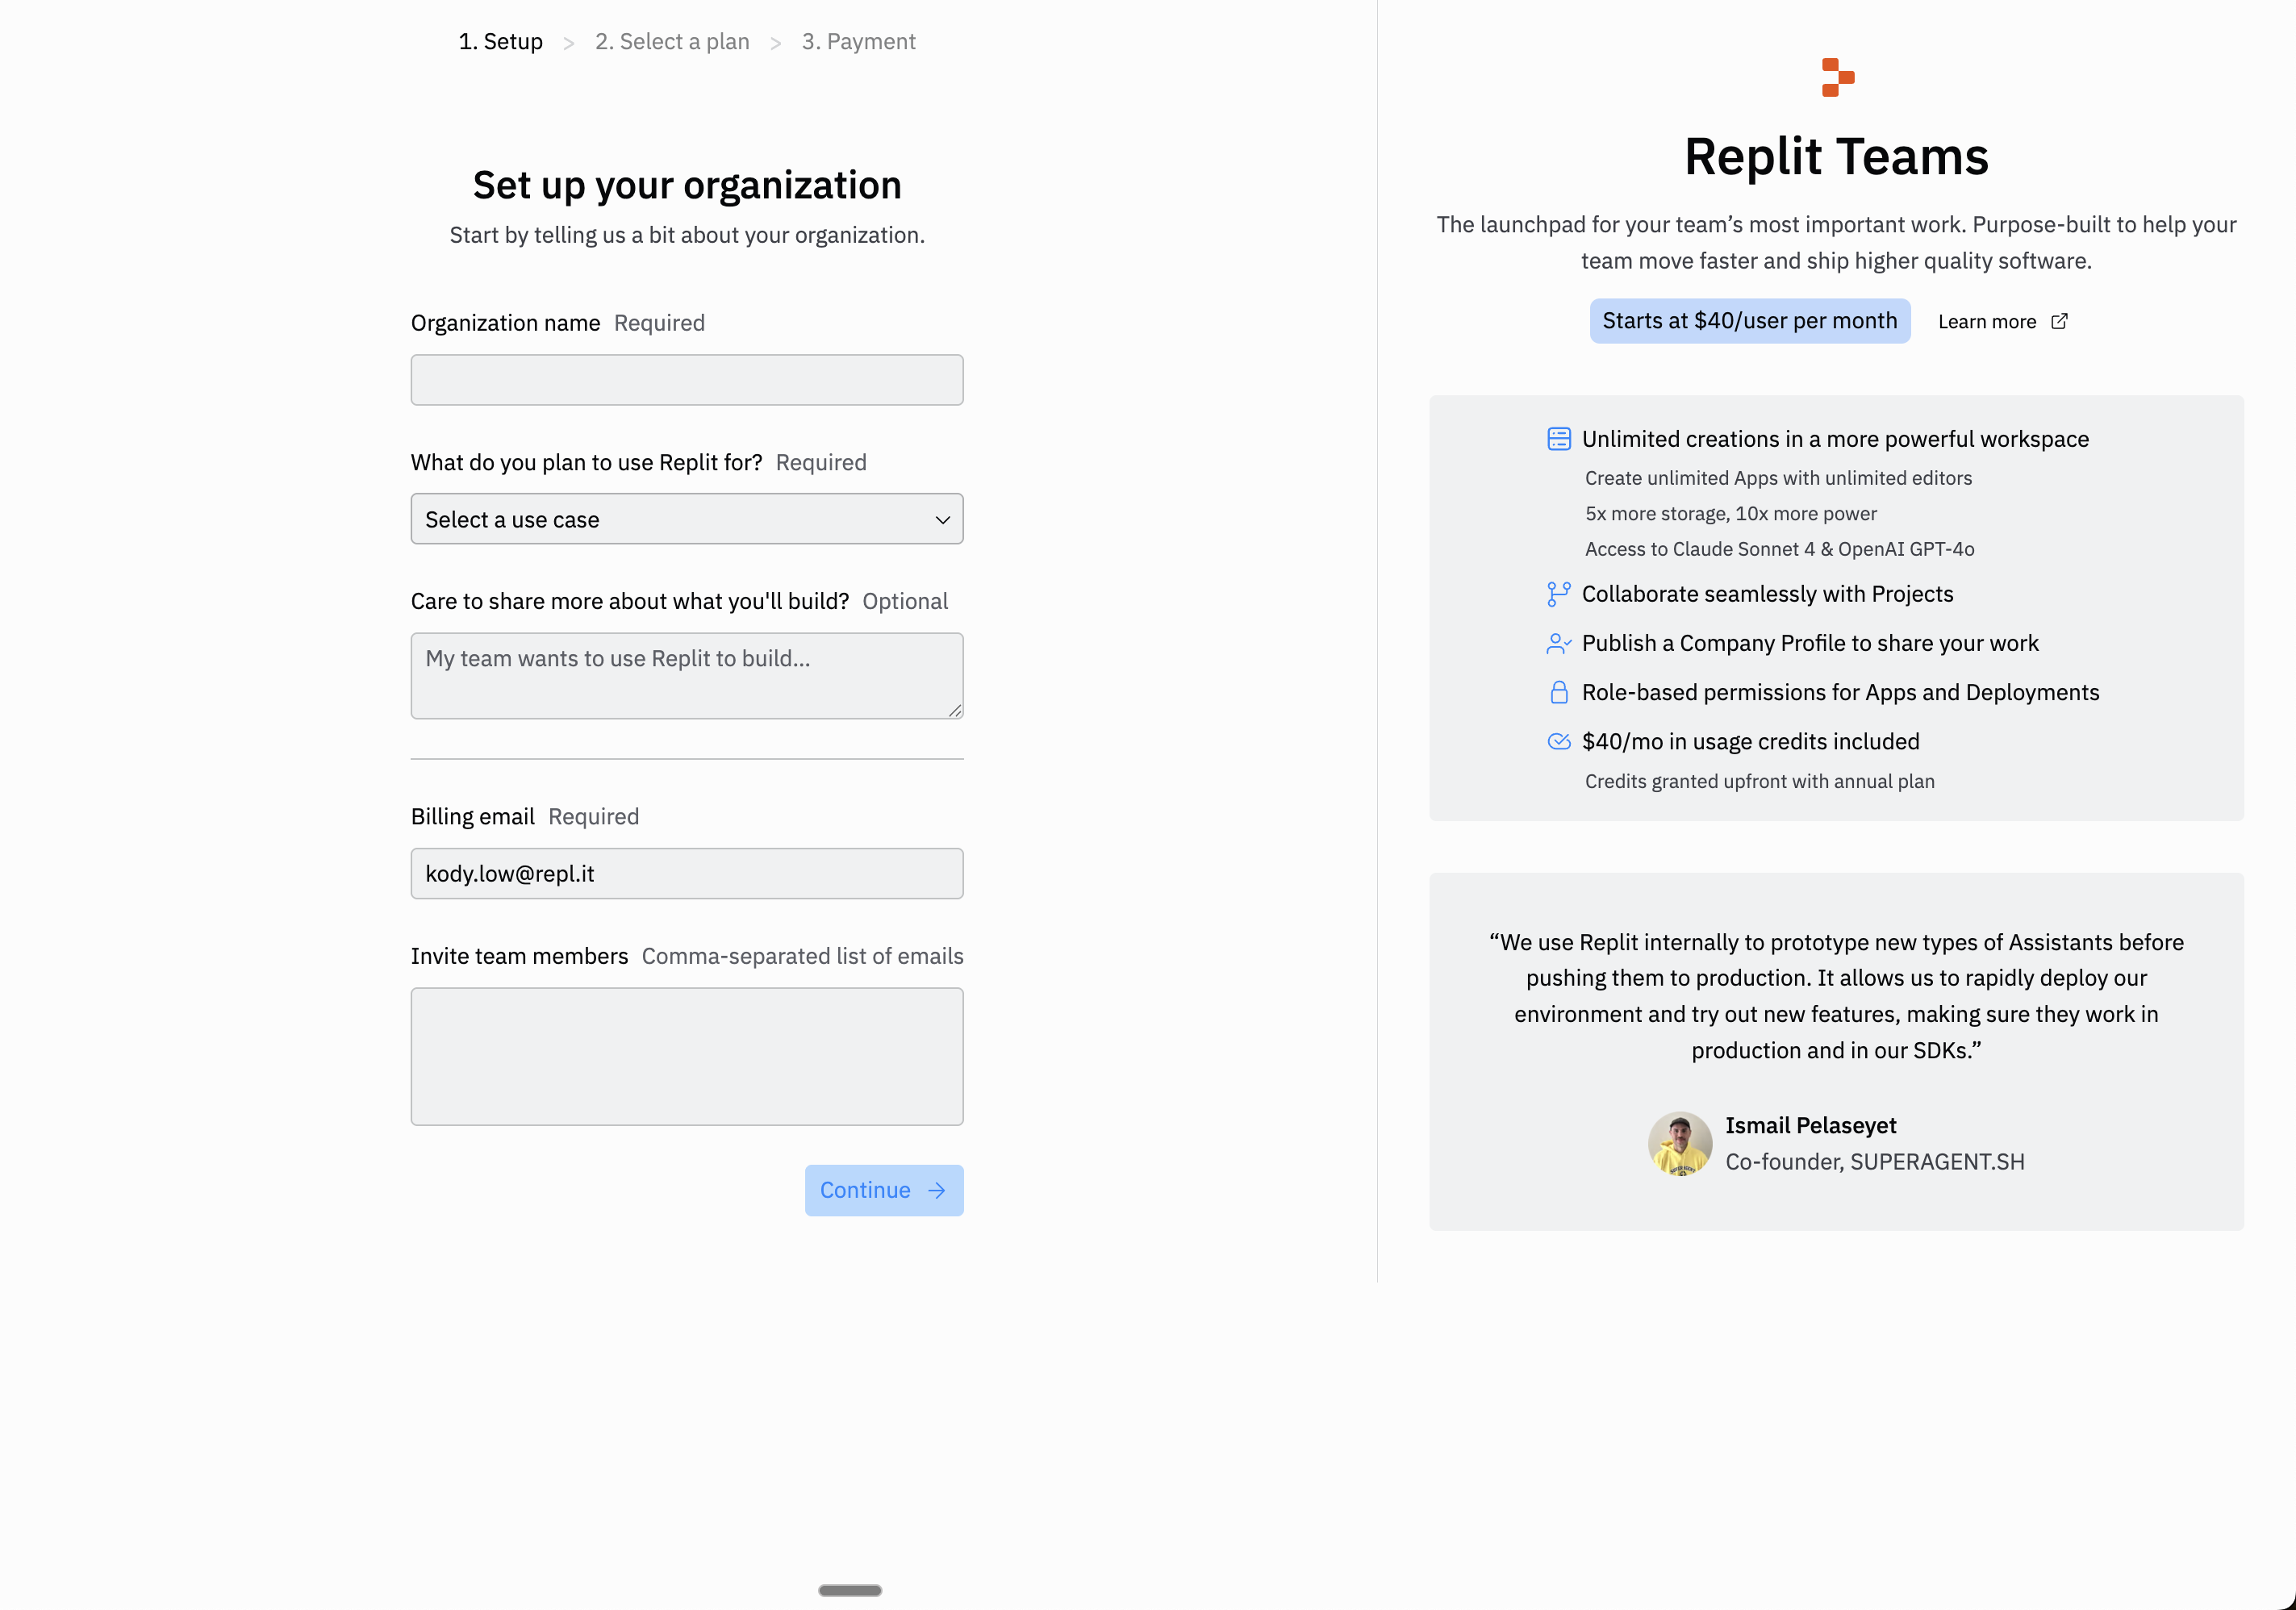 1. Setup > 2. Select a plan > 3. Payment
Set up your organization
Start by telling us a bit about your organization.
Organization name Required
What do you plan to use Replit for? Required
Select a use case
Care to share more about what you'll build? Optional
My team wants to use Replit to build...
Billing email Required
kody.low@repl.it
Invite team members Comma-separated list of emails
Continue →
Replit Teams
The launchpad for your team’s most important work. Purpose-built to help your
team move faster and ship higher quality software.
Starts at $40/user per month Learn more
Unlimited creations in a more powerful workspace
Create unlimited Apps with unlimited editors
5x more storage, 10x more power
Access to Claude Sonnet 4 & OpenAI GPT-4o
Collaborate seamlessly with Projects
Publish a Company Profile to share your work
Role-based permissions for Apps and Deployments
$40/mo in usage credits included
Credits granted upfront with annual plan
“We use Replit internally to prototype new types of Assistants before
pushing them to production. It allows us to rapidly deploy our
environment and try out new features, making sure they work in
production and in our SDKs.”
Ismail Pelaseyet
Co-founder, SUPERAGENT.SH